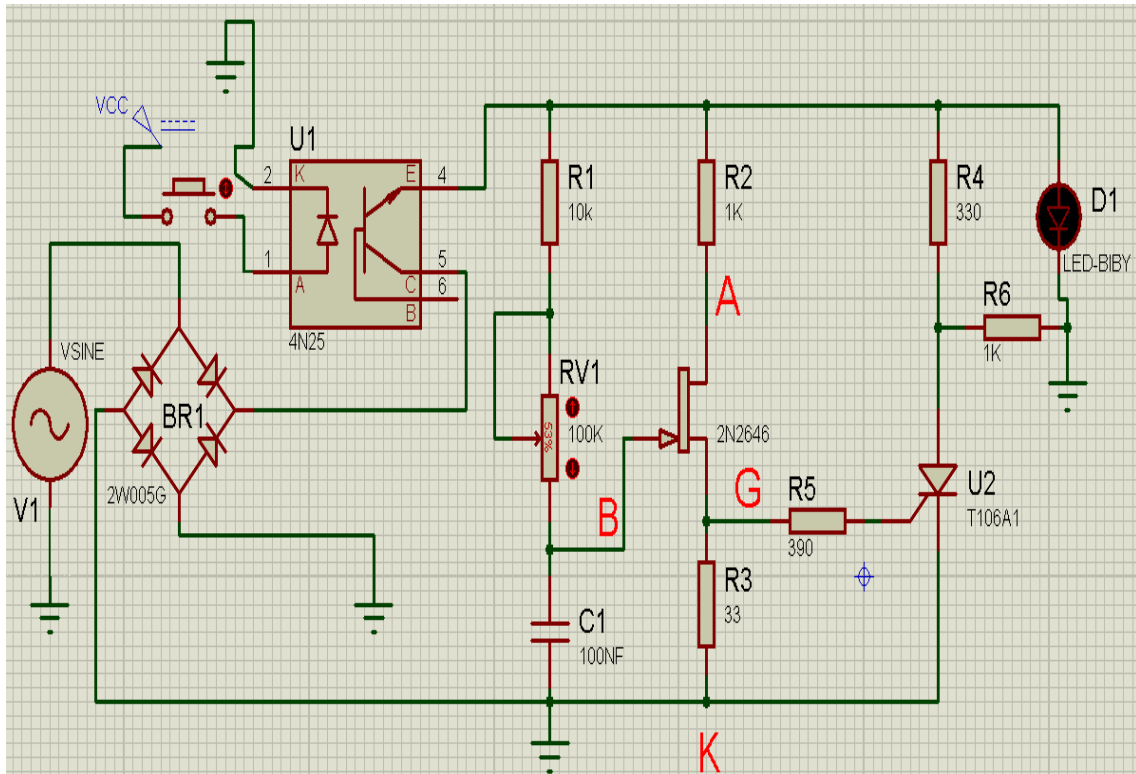 VCC
U1
2
K
E
4
1
A
5
C
6
B
4N25
R1
10k
R2
1K
R4
330
D1
LED-BIBY
A
R6
1K
VSINE
BR1
2W005G
V1
RV1
53%
100K
2N2646
B
G
R5
390
U2
T106A1
R3
33
C1
100NF
K